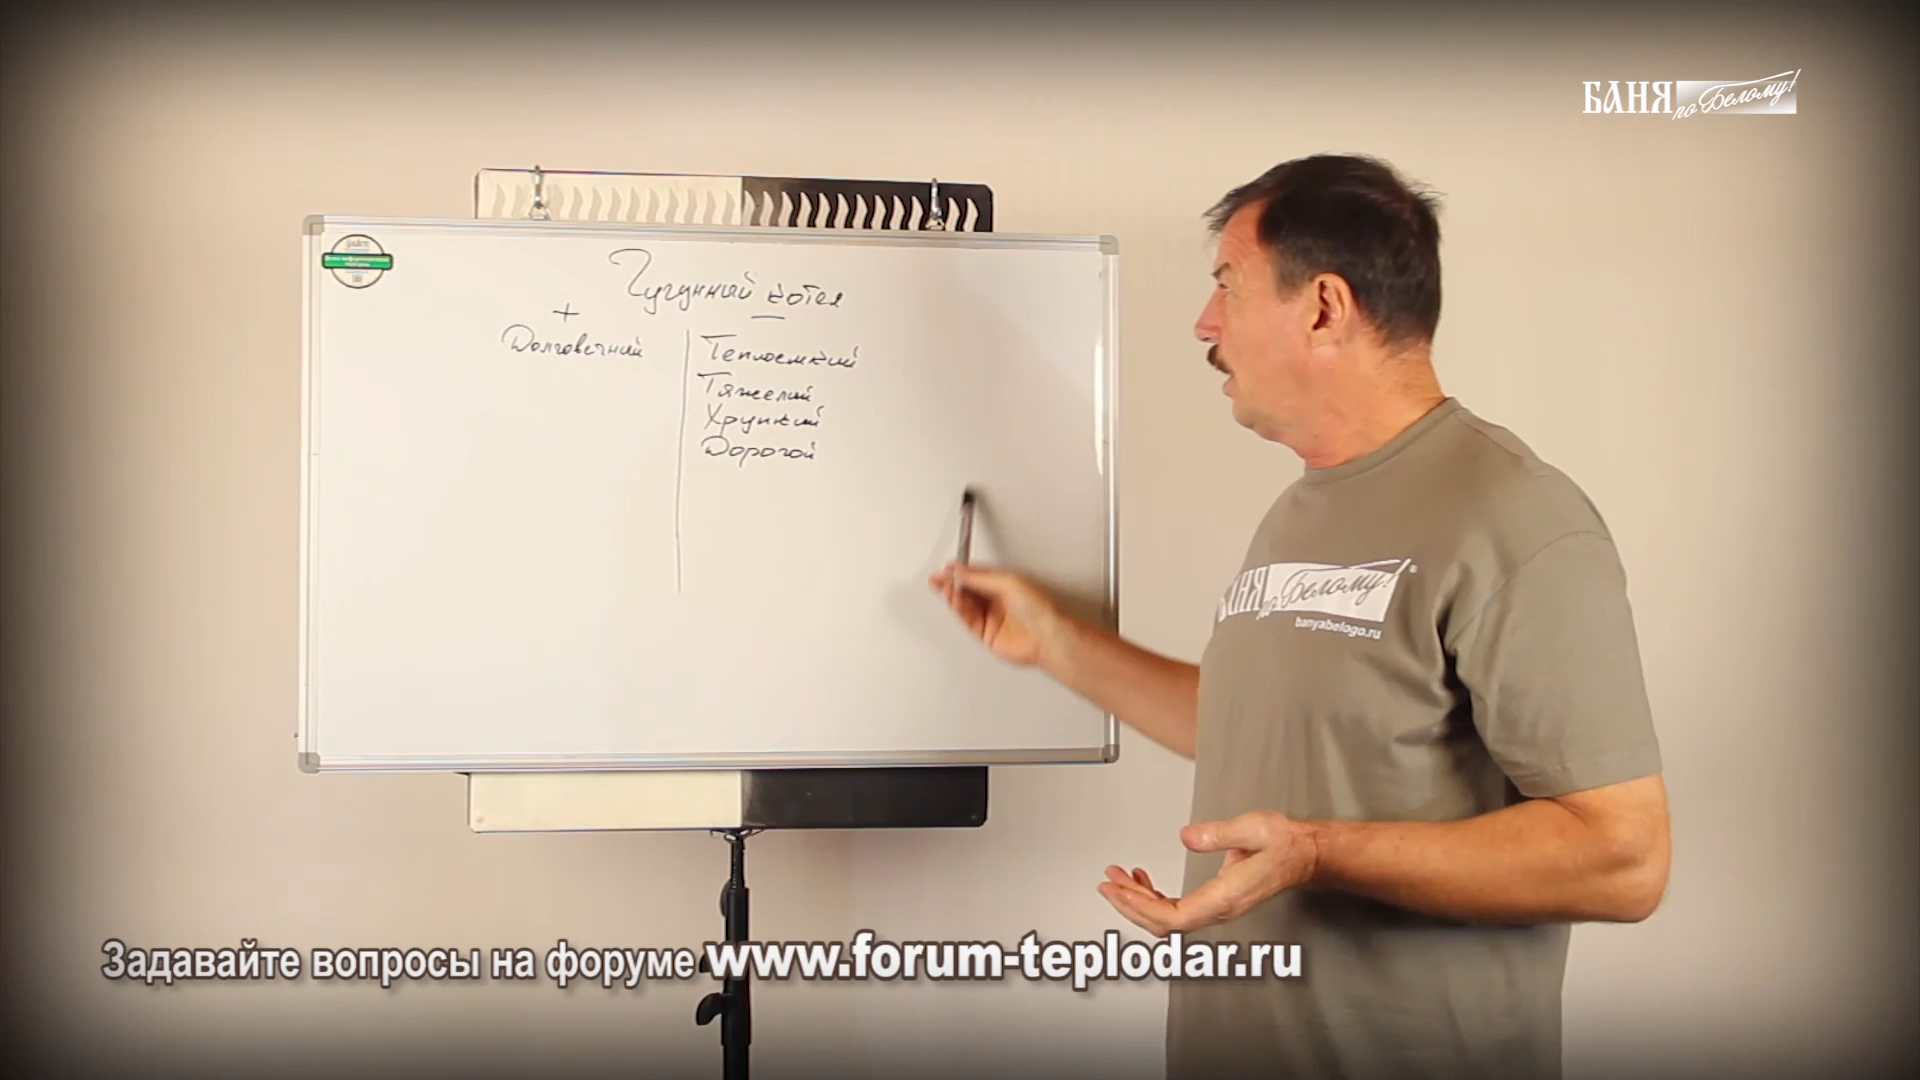 БАНЯ по Белому!
Чугунный котел
+ —
Долговечный
Теплоемкий
Тяжелый
Хрупкий
Дорогой
БАНЯ по Белому!®
banyabelogo.ru
Задавайте вопросы на форуме www.forum-teplodar.ru